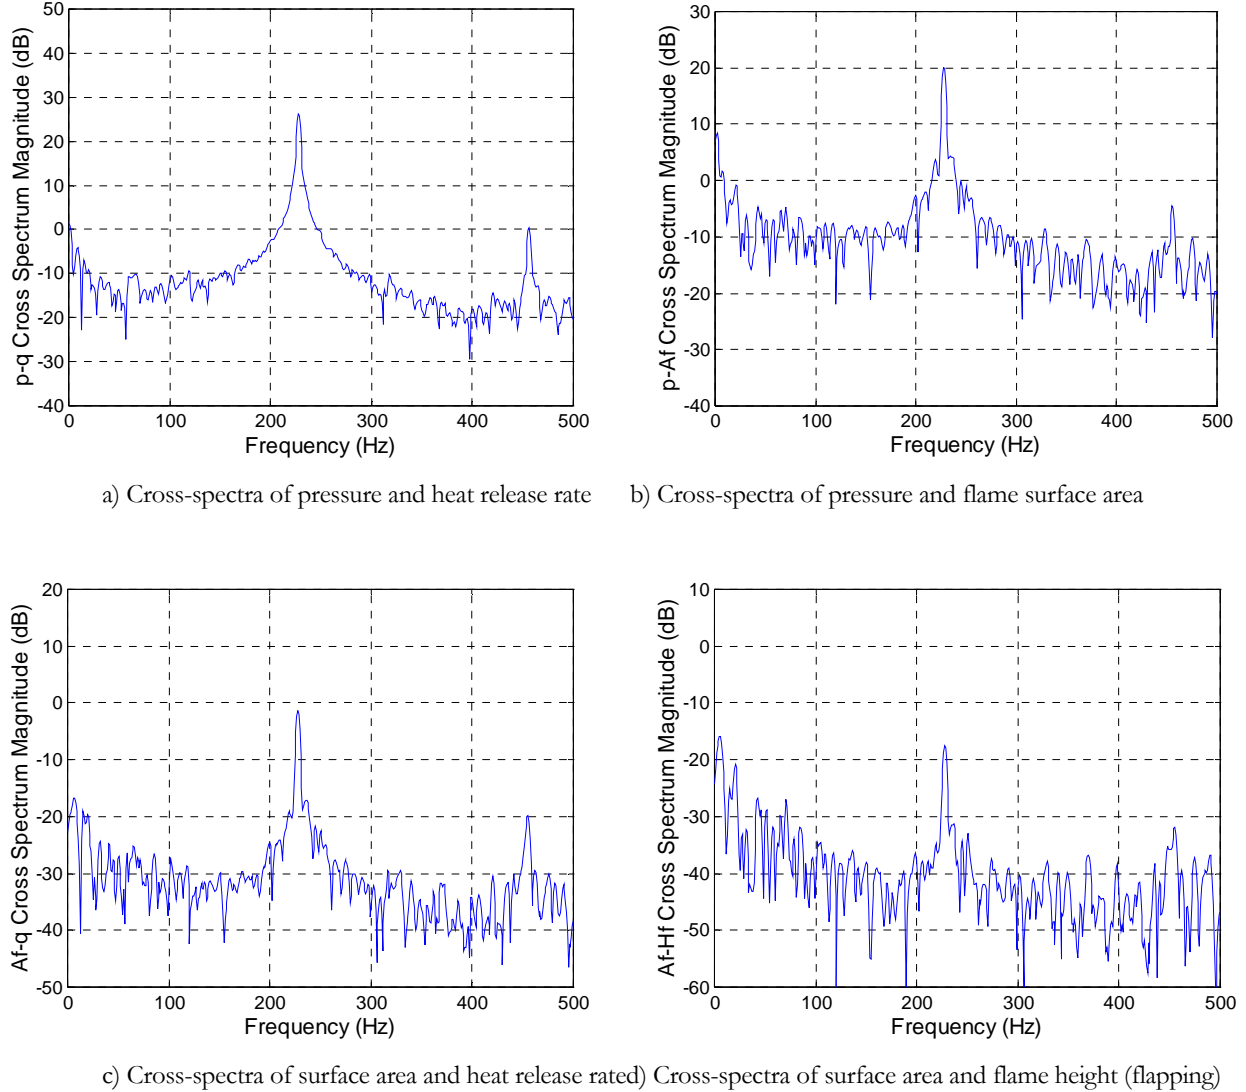 50
40
30
20
10
0
-10
-20
-30
-40
0 100 200 300 400 500
p-q Cross Spectrum Magnitude (dB)
Frequency (Hz)
30
20
10
0
-10
-20
-30
-40
0 100 200 300 400 500
p-Af Cross Spectrum Magnitude (dB)
Frequency (Hz)
a) Cross-spectra of pressure and heat release rate b) Cross-spectra of pressure and flame surface area
20
10
0
-10
-20
-30
-40
-50
0 100 200 300 400 500
Af-q Cross Spectrum Magnitude (dB)
Frequency (Hz)
10
0
-10
-20
-30
-40
-50
-60
0 100 200 300 400 500
Af-Hf Cross Spectrum Magnitude (dB)
Frequency (Hz)
c) Cross-spectra of surface area and heat release rated) Cross-spectra of surface area and flame height (flapping)